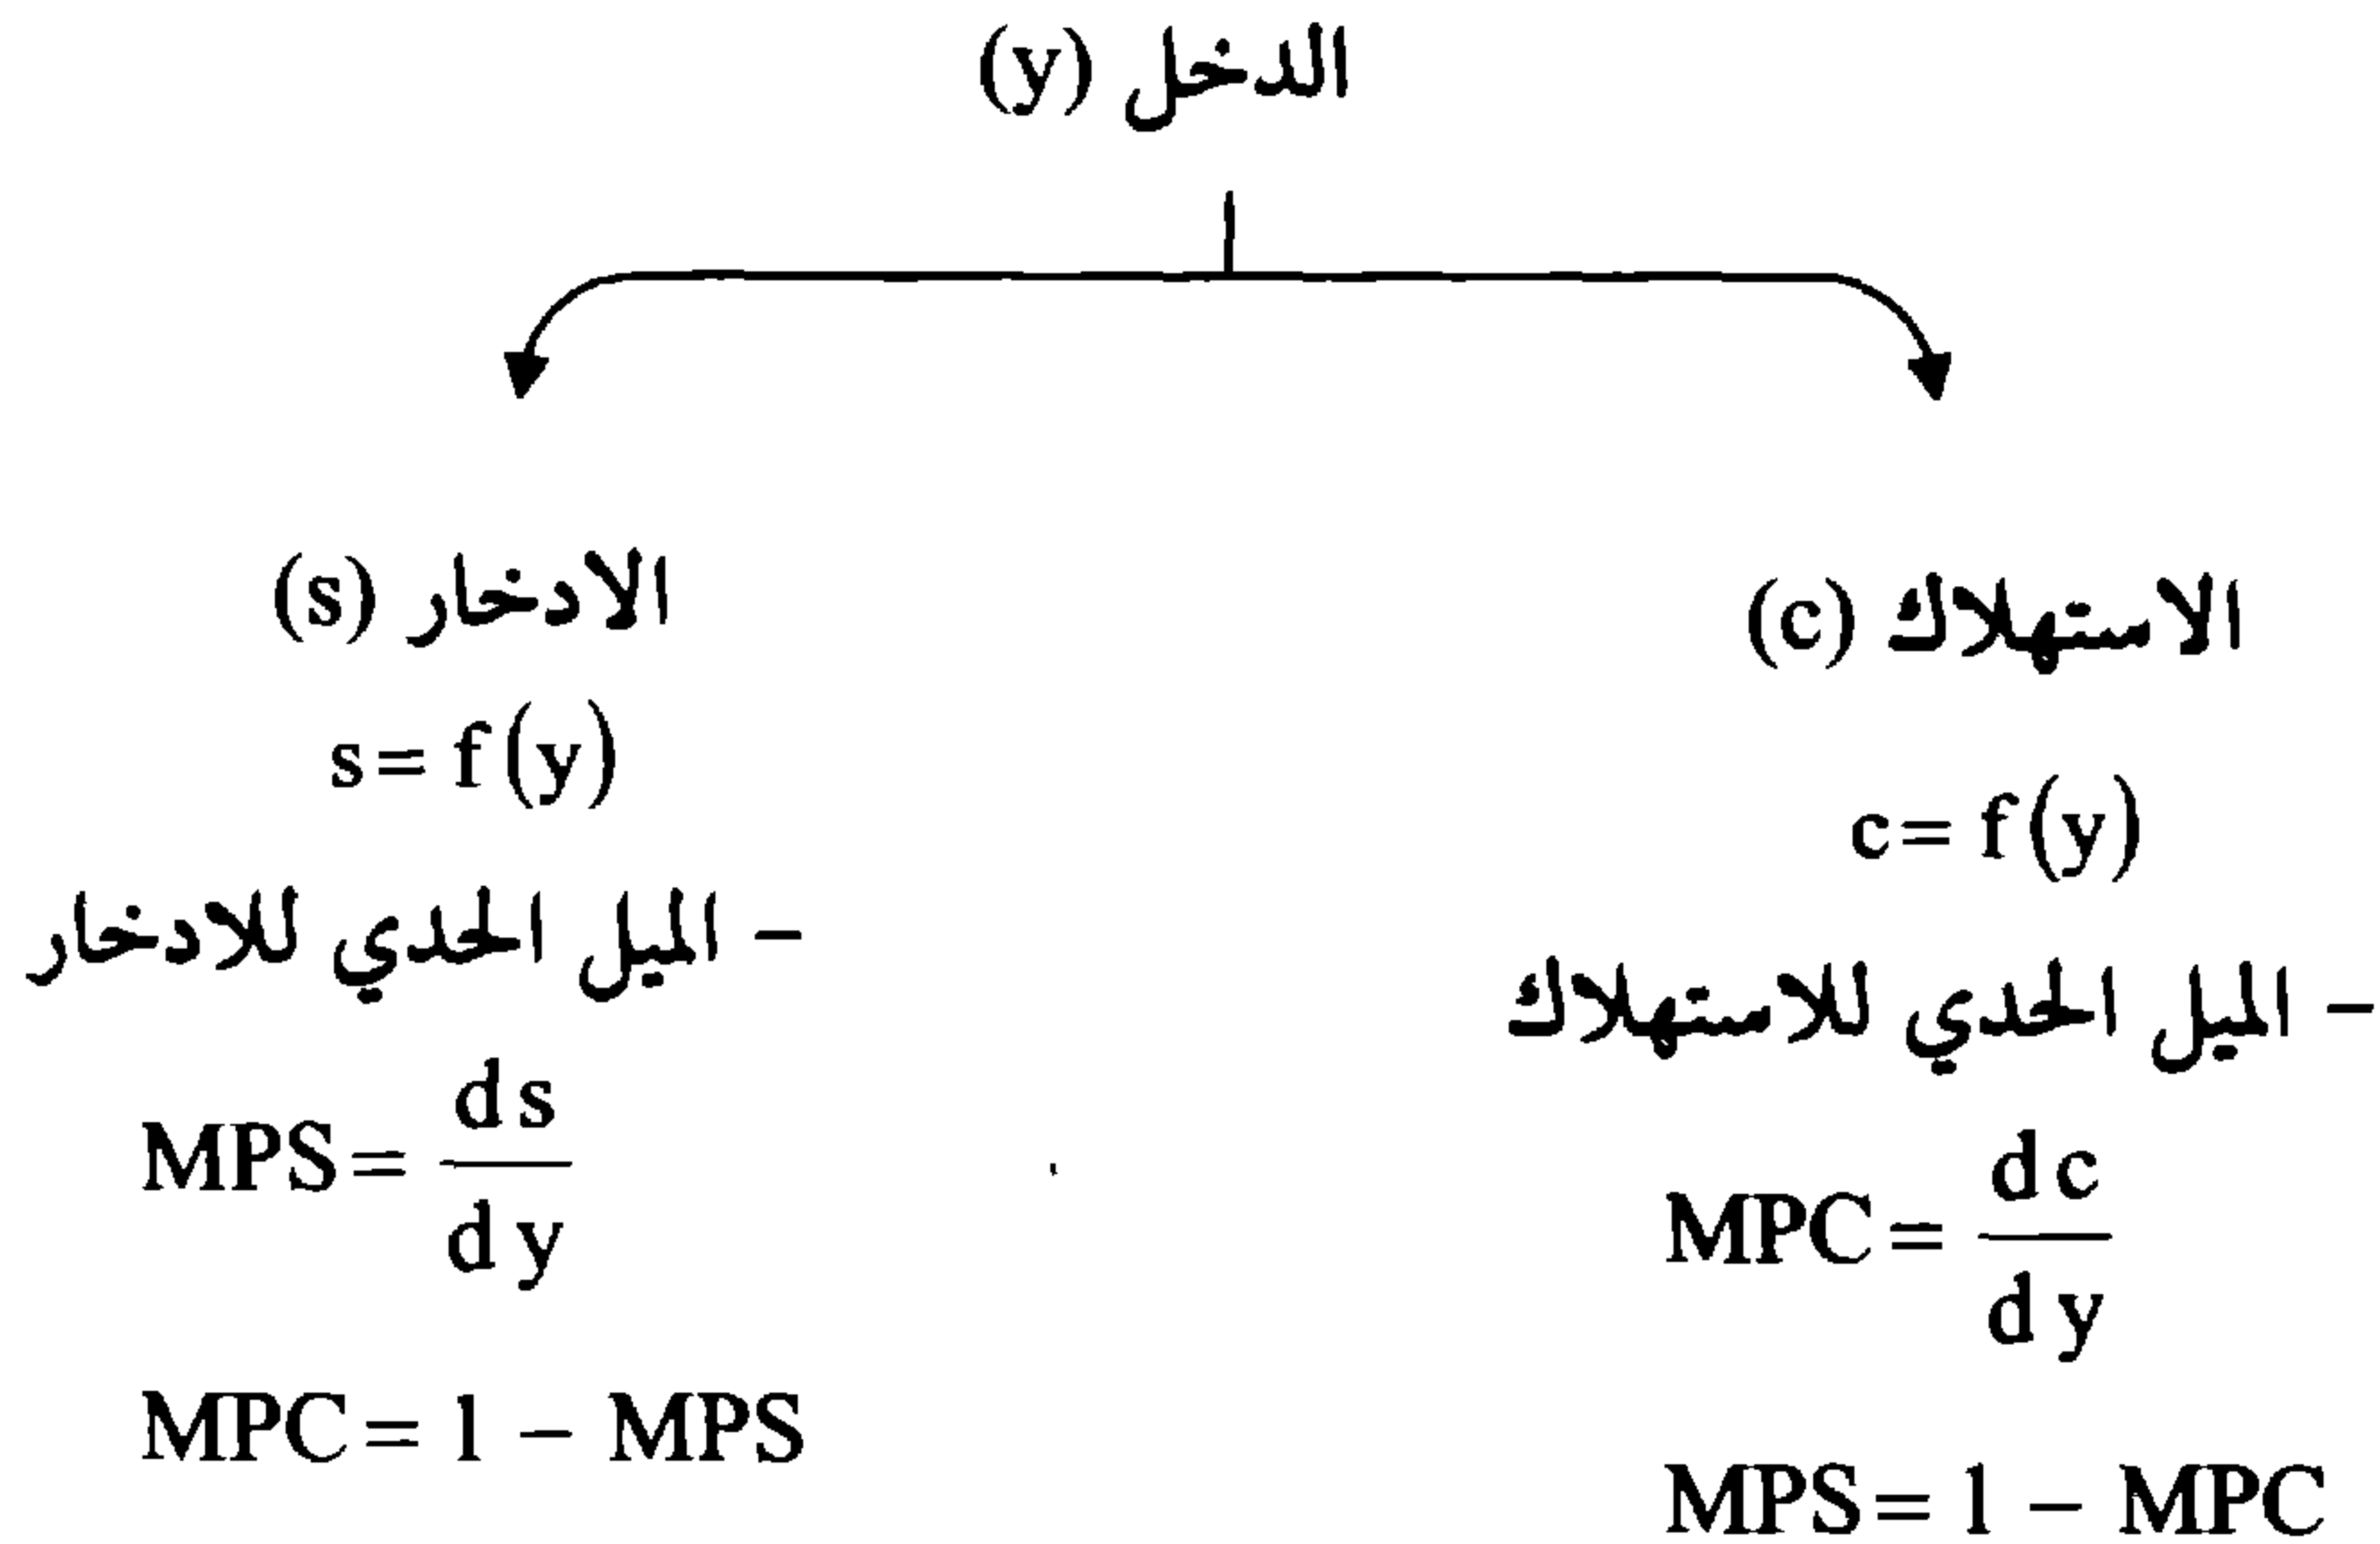 الدخل (y)
الاستهلاك (c)
c = f(y)
– الميل الحدي للاستهلاك
MPC = dc/dy
MPS = 1 – MPC
الادخار (s)
s = f(y)
– الميل الحدي للادخار
MPS = ds/dy
MPC = 1 – MPS